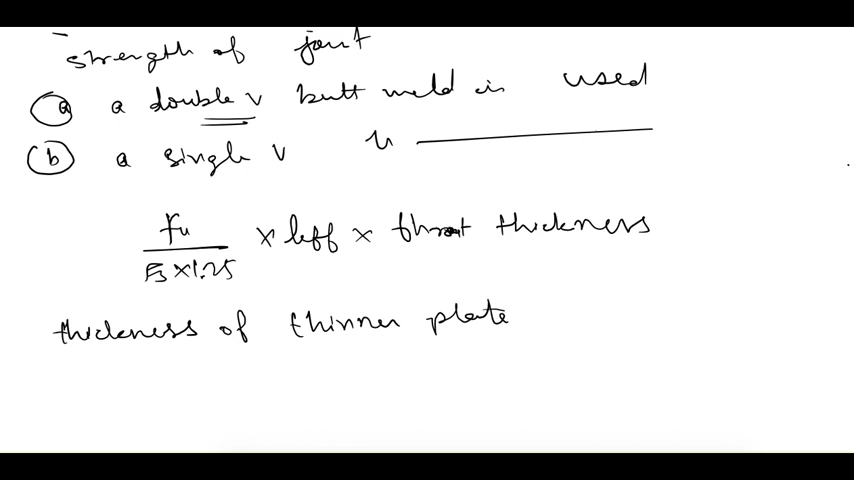 strength of joint
(a) a double v butt weld is used
(b) a single v u
fu / √3 × 1.25 × leff × throat thickness
thickness of thinner plate